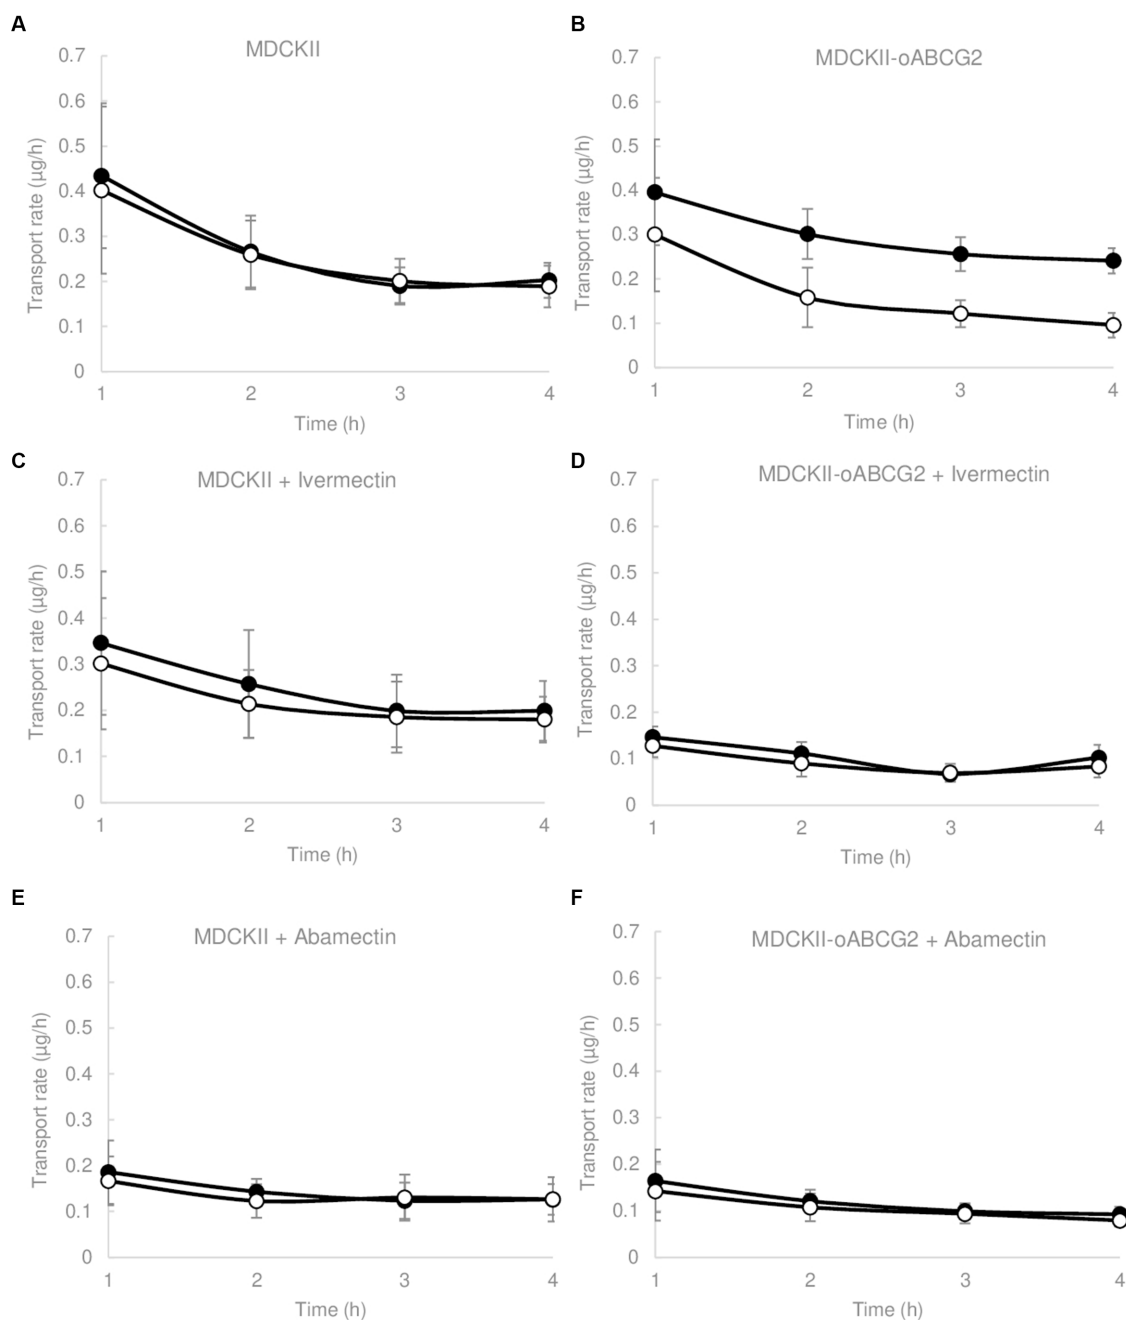 A
MDCKII
0.7
0.6
0.5
0.4
0.3
0.2
0.1
0
Transport rate (µg/h)
1 2 3 4
Time (h)
B
MDCKII-oABCG2
0.7
0.6
0.5
0.4
0.3
0.2
0.1
0
Transport rate (µg/h)
1 2 3 4
Time (h)
C
MDCKII + Ivermectin
0.7
0.6
0.5
0.4
0.3
0.2
0.1
0
Transport rate (µg/h)
1 2 3 4
Time (h)
D
MDCKII-oABCG2 + Ivermectin
0.7
0.6
0.5
0.4
0.3
0.2
0.1
0
Transport rate (µg/h)
1 2 3 4
Time (h)
E
MDCKII + Abamectin
0.7
0.6
0.5
0.4
0.3
0.2
0.1
0
Transport rate (µg/h)
1 2 3 4
Time (h)
F
MDCKII-oABCG2 + Abamectin
0.7
0.6
0.5
0.4
0.3
0.2
0.1
0
Transport rate (µg/h)
1 2 3 4
Time (h)